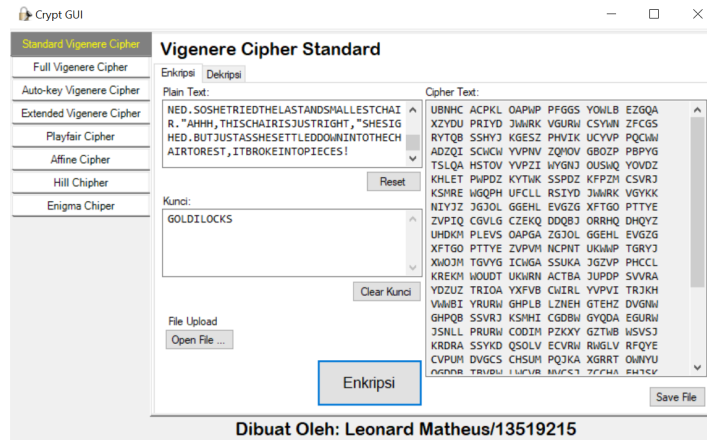 Crypt GUI
Standard Vigenere Cipher
Full Vigenere Cipher
Auto-key Vigenere Cipher
Extended Vigenere Cipher
Playfair Cipher
Affine Cipher
Hill Chipher
Enigma Chiper
Vigenere Cipher Standard
Enkripsi Dekripsi
Plain Text:
NED.SOSHETRIEDTHELASTANDSMALLESTCHAI
R."AHHH,THISCHAIRISJUSTRIGHT,"SHESIG
HED.BUTJUSTASSHESETTLEDDOWNINTOTHECH
AIRTOREST,ITBROKEINTOPIECES!
Reset
Kunci:
GOLDILOCKS
Clear Kunci
File Upload
Open File ...
Enkripsi
Cipher Text:
UBNHC ACPKL OAPWP PFGGS YOWLB EZGQA
XZYDU PRIYD JWWRK VGURW CSYWN ZFCGS
RYTQB SSHYJ KGESZ PHVIK UCYVP PQCWW
ADZQI SCWCW YVPNV ZQMOV GBOZP PBPYG
TSLQA HSTOV YVPZI WYGNJ OUSWQ YOVDZ
KHLET PWPDZ KYTWK SSPDZ KFPZM CSVRJ
KSMRE WGQPH UFCLL RSIYD JWWRK VGYKK
NIYJZ JGJOL GGEHL EVGZG XFTGO PTTYE
ZVPIQ CGVLG CZEKQ DDQBJ ORRHQ DHQYZ
UHDKM PLEVS OAPGA ZGJOL GGEHL EVGZG
XFTGO PTTYE ZVPVM NCPNT UKWWP TGRYJ
XWOJM TGVYG ICWGA SSUKA JGZVP PHCCL
KREKM WOUDT UKWRN ACTBA JUPDP SVVRA
YDZUZ TRIOA YXFVB CWIRL YVPVI TRJKH
VWWBI YRURW GHPLB LZNEH GTEHZ DVGNW
GHPQB SSVRJ KSMHI CGDBW GYQDA EGURW
JSNLL PRURW CODIM PZKXY GZTWB WSVSJ
KRDRA SSYKD QSOLV ECVRW RWGLV RFQYE
CVPUM DVGCS CHSUM PQJKA XGRRT OWNYU
Save File
Dibuat Oleh: Leonard Matheus/13519215